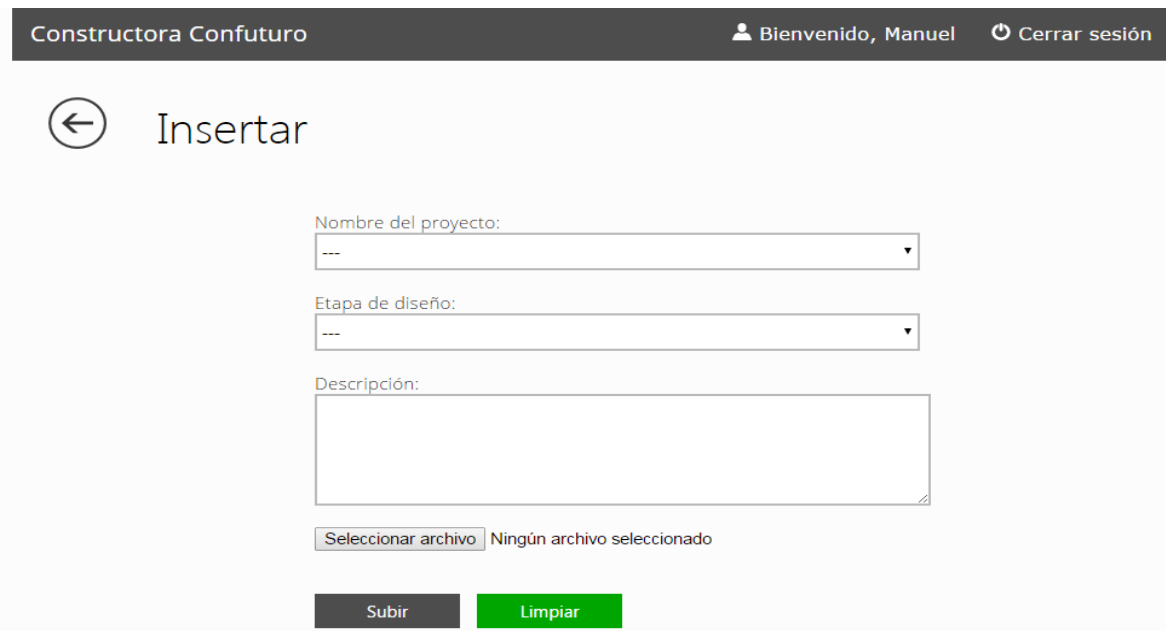 Constructora Confuturo Bienvenido, Manuel Cerrar sesión
Insertar
Nombre del proyecto:
---
Etapa de diseño:
---
Descripción:
Seleccionar archivo Ningún archivo seleccionado
Subir Limpiar